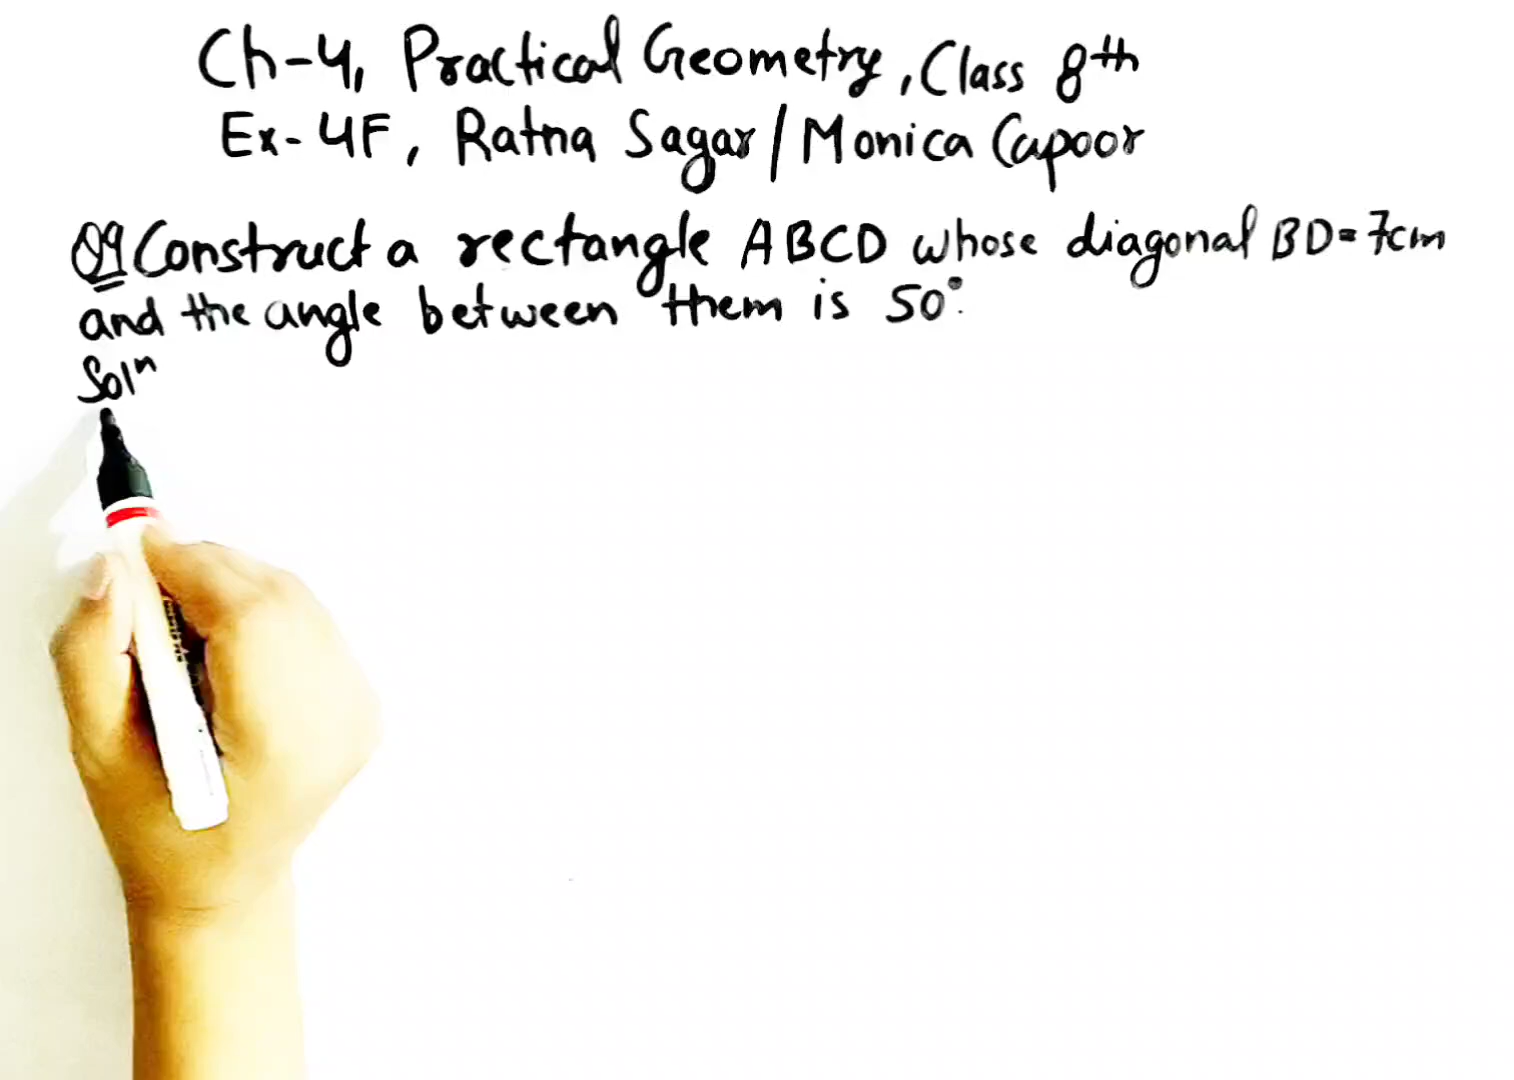 Ch-4, Practical Geometry, Class 8th
Ex-4F, Ratna Sagar/Monica Capoor
Q9 Construct a rectangle ABCD whose diagonal BD=7cm
and the angle between them is 50°.
Solⁿ